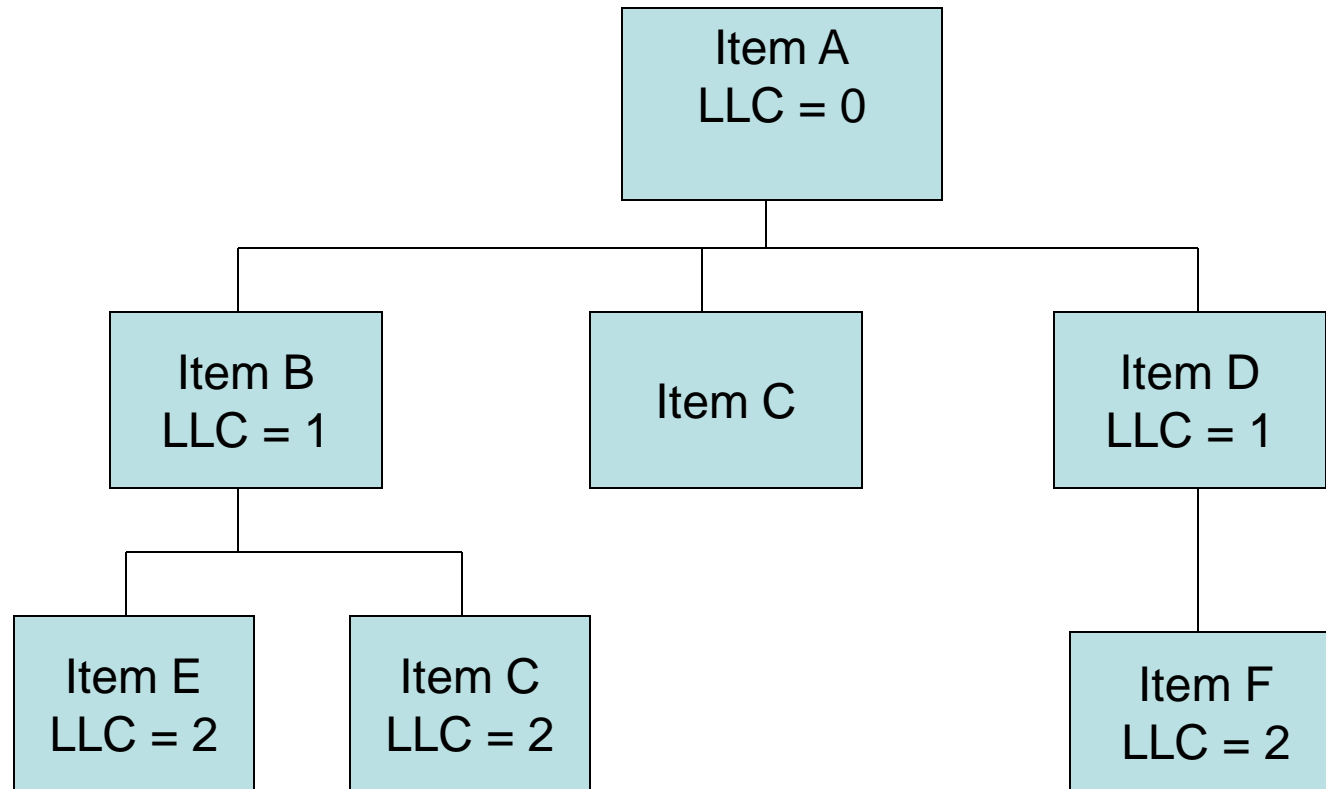 Item A
LLC = 0
Item B
LLC = 1
Item C
Item D
LLC = 1
Item E
LLC = 2
Item C
LLC = 2
Item F
LLC = 2